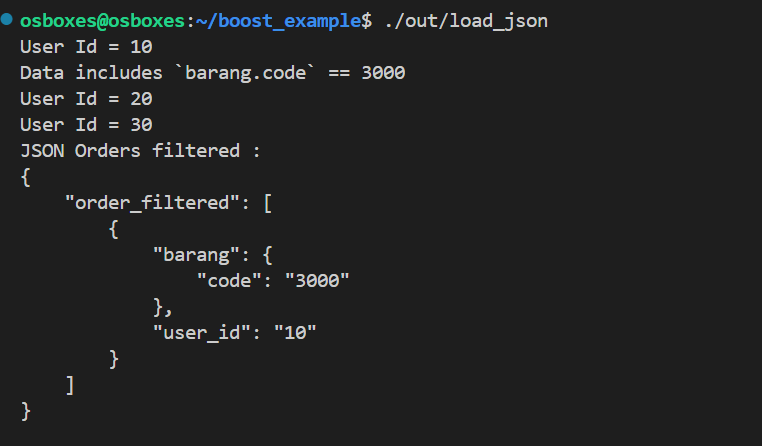 osboxes@osboxes:~/boost_example$ ./out/load_json
User Id = 10
Data includes `barang.code` == 3000
User Id = 20
User Id = 30
JSON Orders filtered :
{
    "order_filtered": [
        {
            "barang": {
                "code": "3000"
            },
            "user_id": "10"
        }
    ]
}